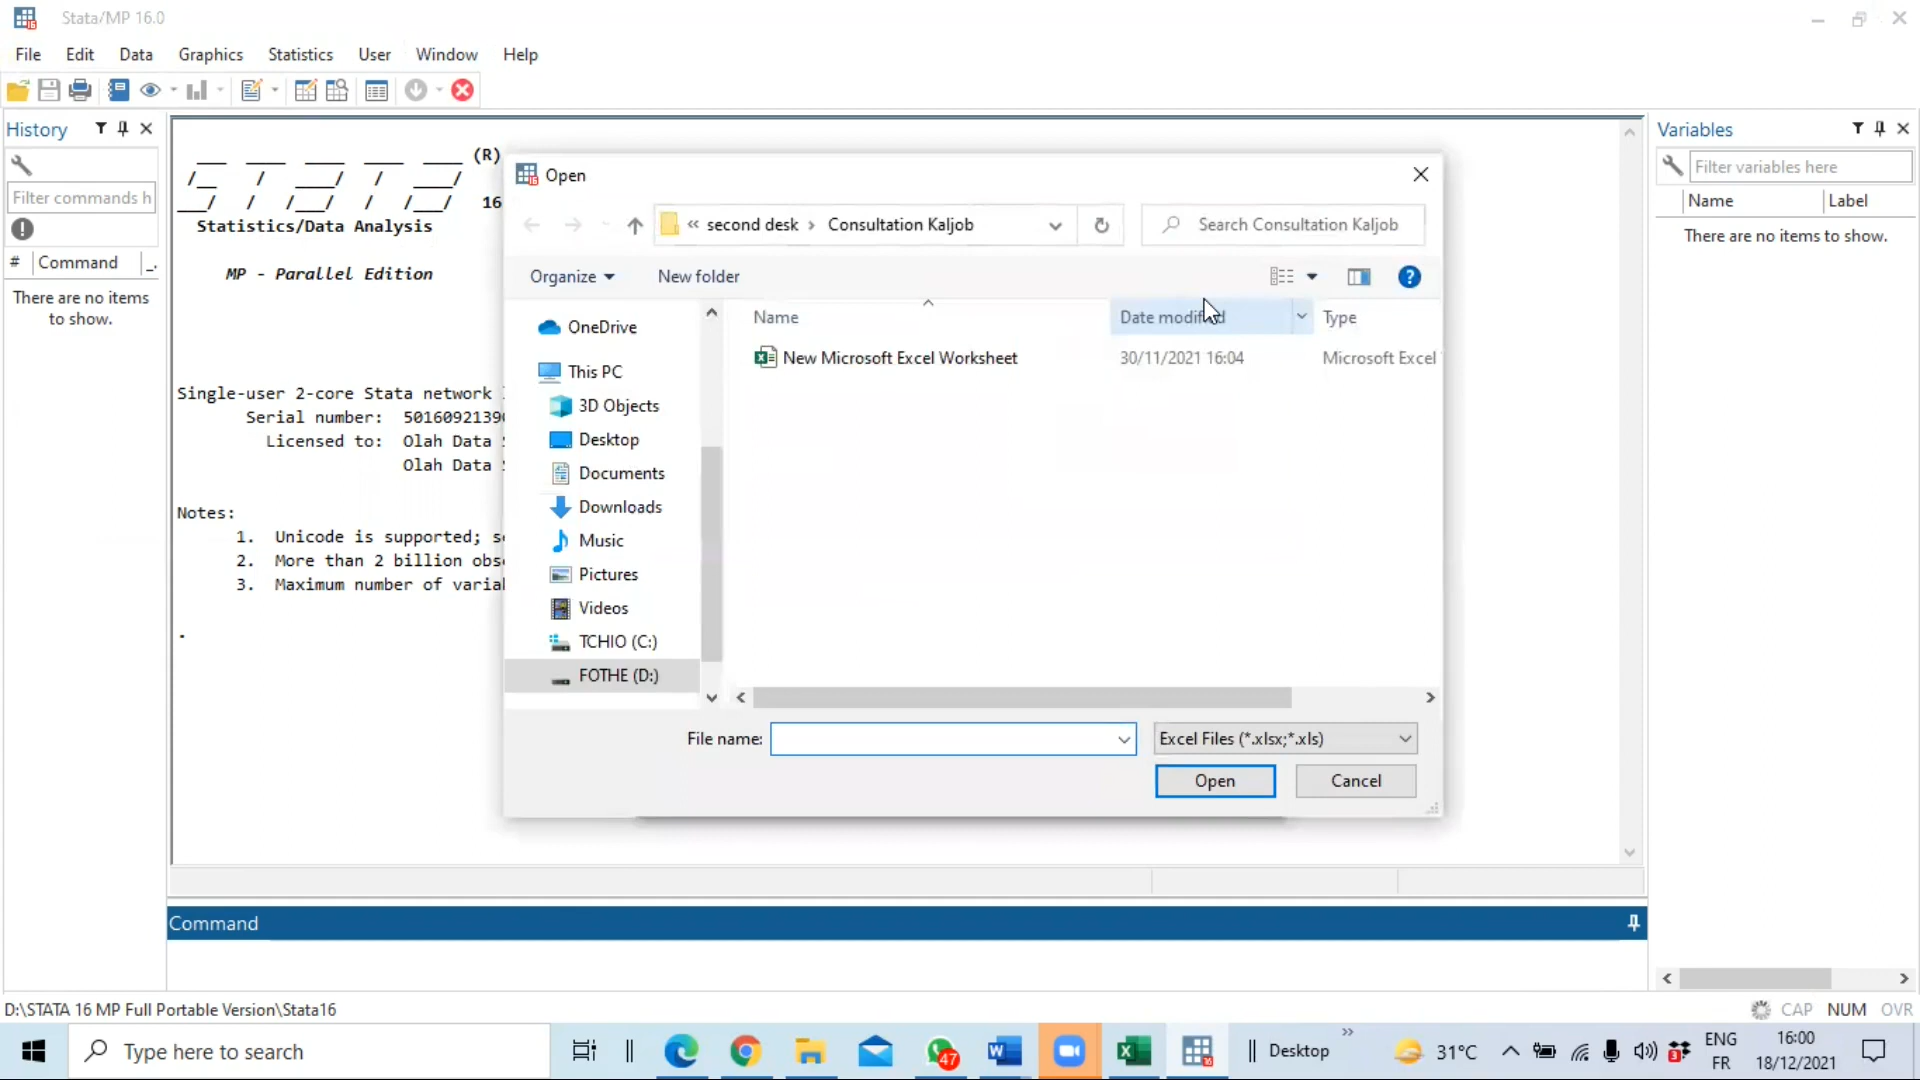 Stata/MP 16.0
File Edit Data Graphics Statistics User Window Help
History
Filter commands h
# Command
There are no items
to show.
(R)
16
Statistics/Data Analysis
MP - Parallel Edition
Single-user 2-core Stata network
Serial number: 5016092139
Licensed to: Olah Data
Olah Data
Notes:
1. Unicode is supported; s
2. More than 2 billion obs
3. Maximum number of varia
.
Open
« second desk › Consultation Kaljob
Search Consultation Kaljob
Organize
New folder
OneDrive
This PC
3D Objects
Desktop
Documents
Downloads
Music
Pictures
Videos
TCHIO (C:)
FOTHE (D:)
Name Date modified Type
New Microsoft Excel Worksheet 30/11/2021 16:04 Microsoft Excel
File name:
Excel Files (*.xlsx;*.xls)
Open Cancel
Variables
Filter variables here
Name Label
There are no items to show.
Command
D:\STATA 16 MP Full Portable Version\Stata16
CAP NUM OVR
Type here to search
47
Desktop
31°C
3
ENG
FR
16:00
18/12/2021